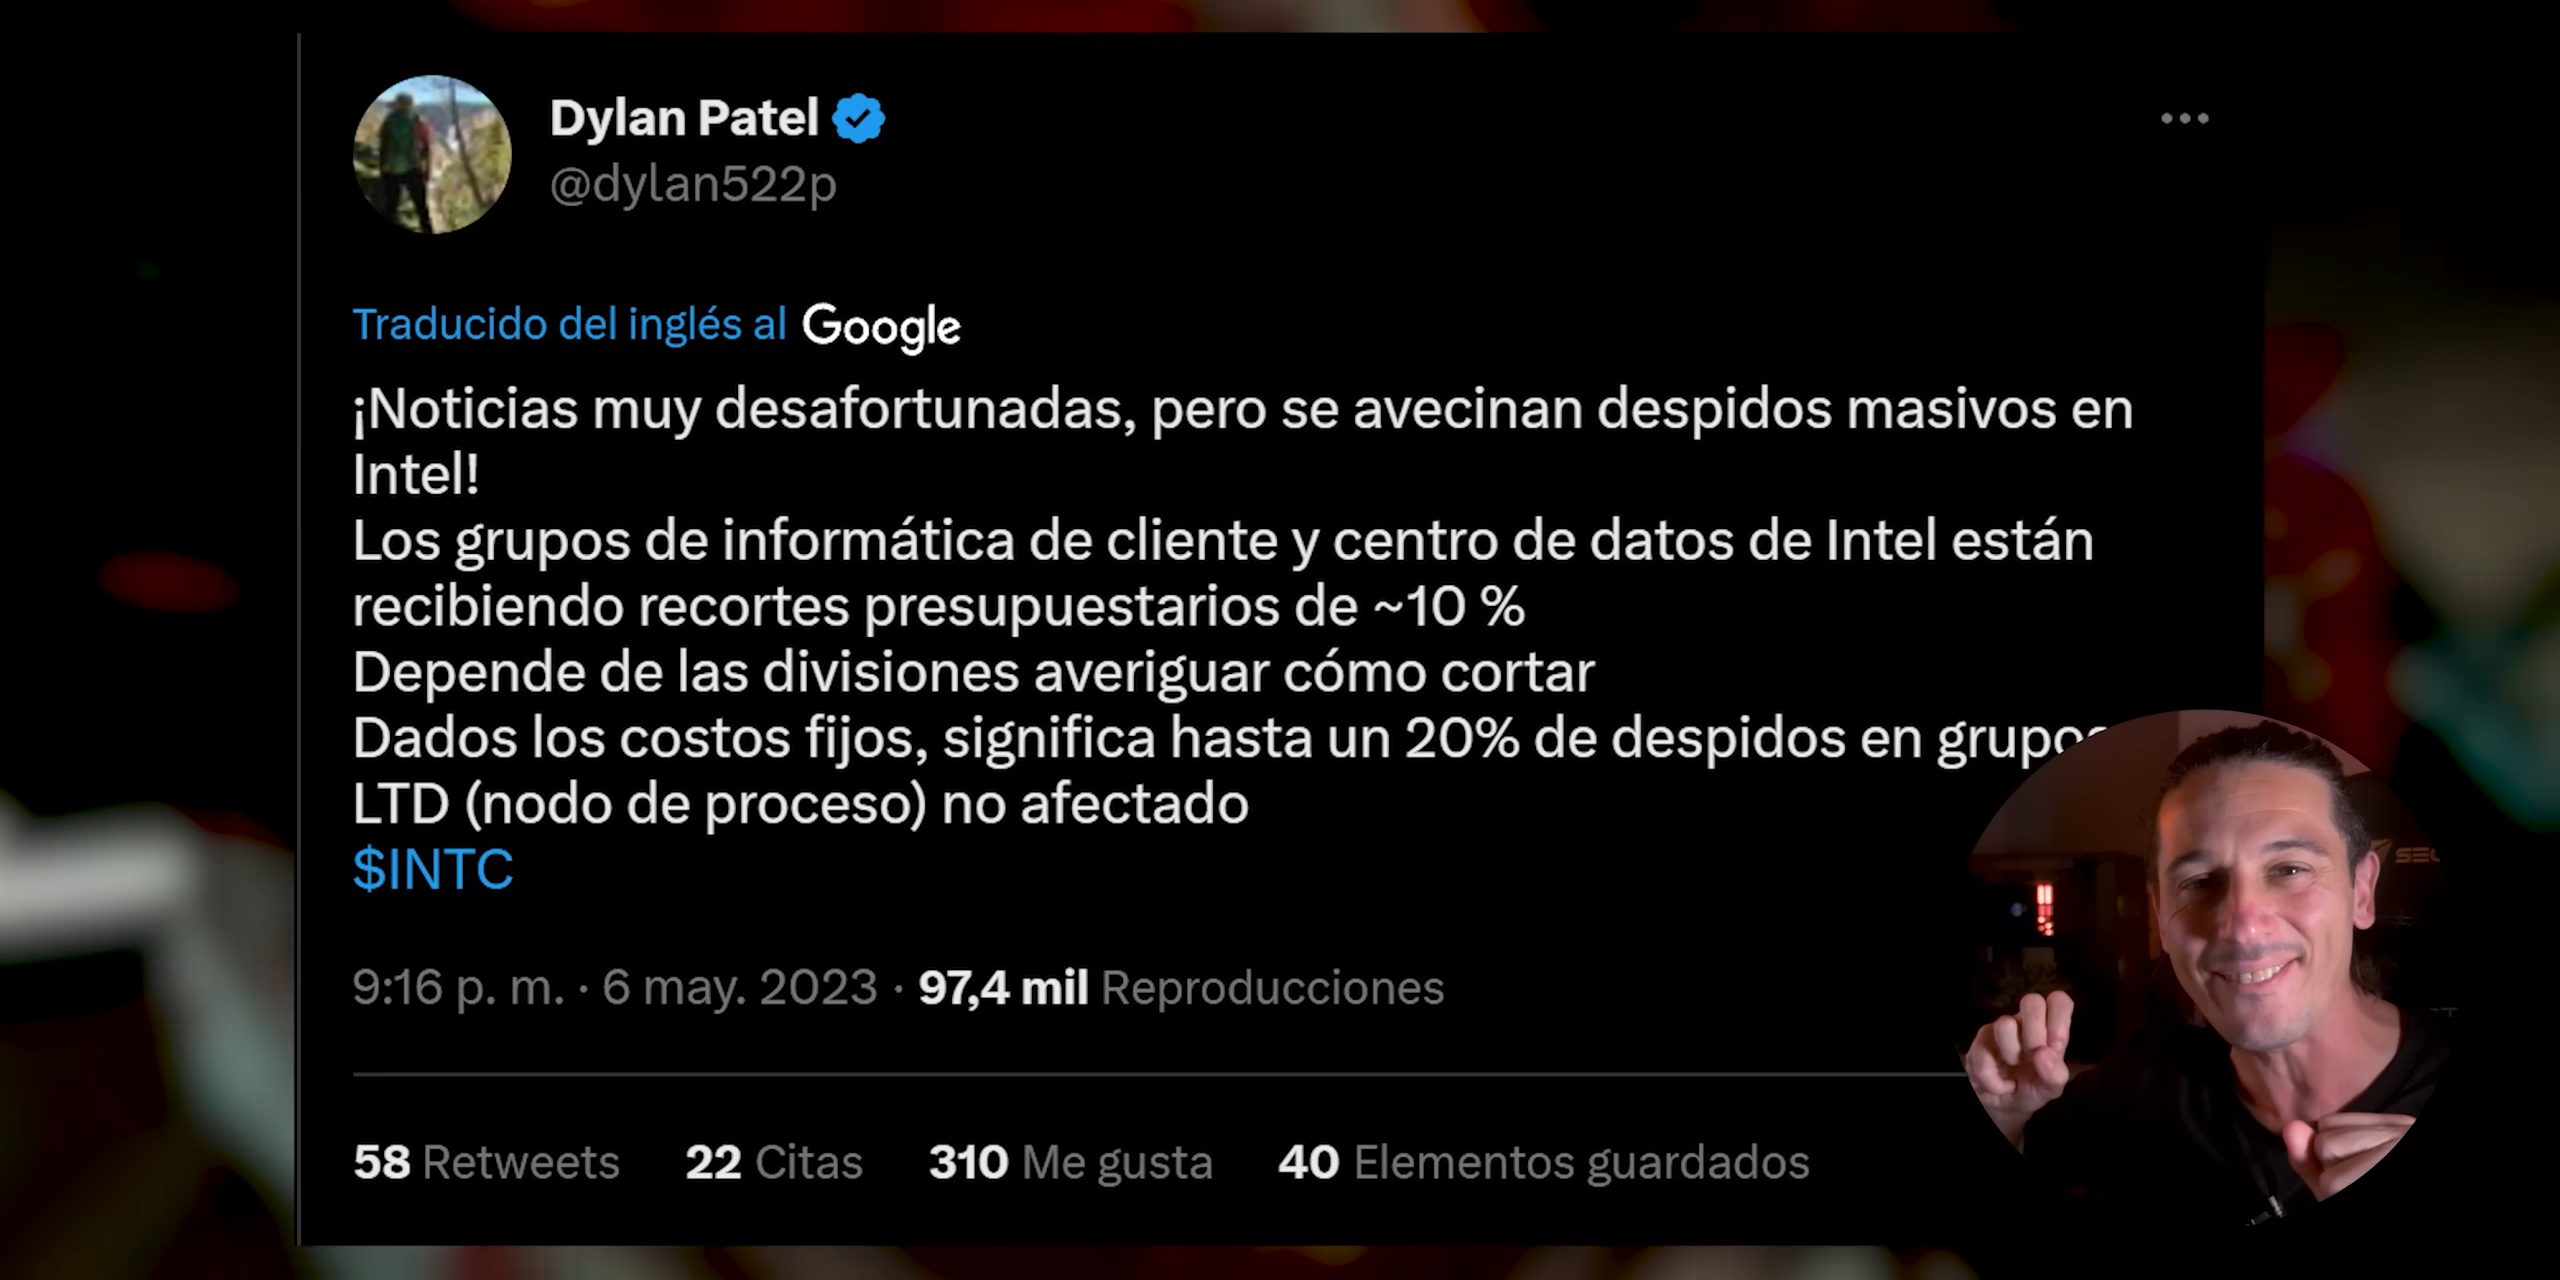 Dylan Patel
@dylan522p
Traducido del inglés al Google
¡Noticias muy desafortunadas, pero se avecinan despidos masivos en
Intel!
Los grupos de informática de cliente y centro de datos de Intel están
recibiendo recortes presupuestarios de ~10 %
Depende de las divisiones averiguar cómo cortar
Dados los costos fijos, significa hasta un 20% de despidos en grupos
LTD (nodo de proceso) no afectado
$INTC
9:16 p. m. · 6 may. 2023 · 97,4 mil Reproducciones
58 Retweets 22 Citas 310 Me gusta 40 Elementos guardados